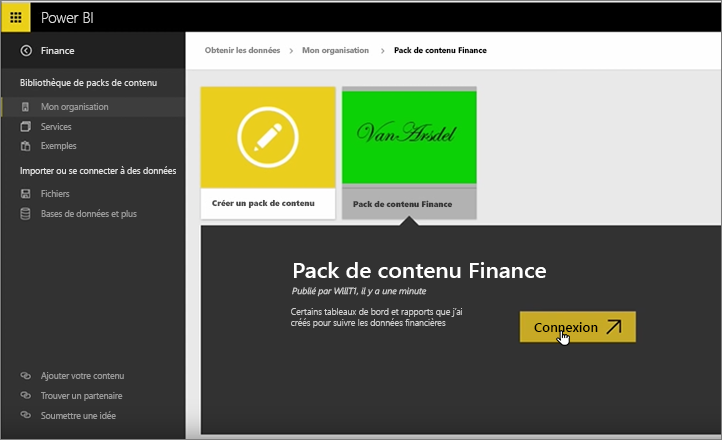 Power BI
Finance
Obtenir les données > Mon organisation > Pack de contenu Finance
Bibliothèque de packs de contenu
Mon organisation
Services
Exemples
Importer ou se connecter à des données
Fichiers
Bases de données et plus
VanArsdel
Créer un pack de contenu
Pack de contenu Finance
Pack de contenu Finance
Publié par WillT1, il y a une minute
Certains tableaux de bord et rapports que j'ai
créés pour suivre les données financières
Connexion
Ajouter votre contenu
Trouver un partenaire
Soumettre une idée